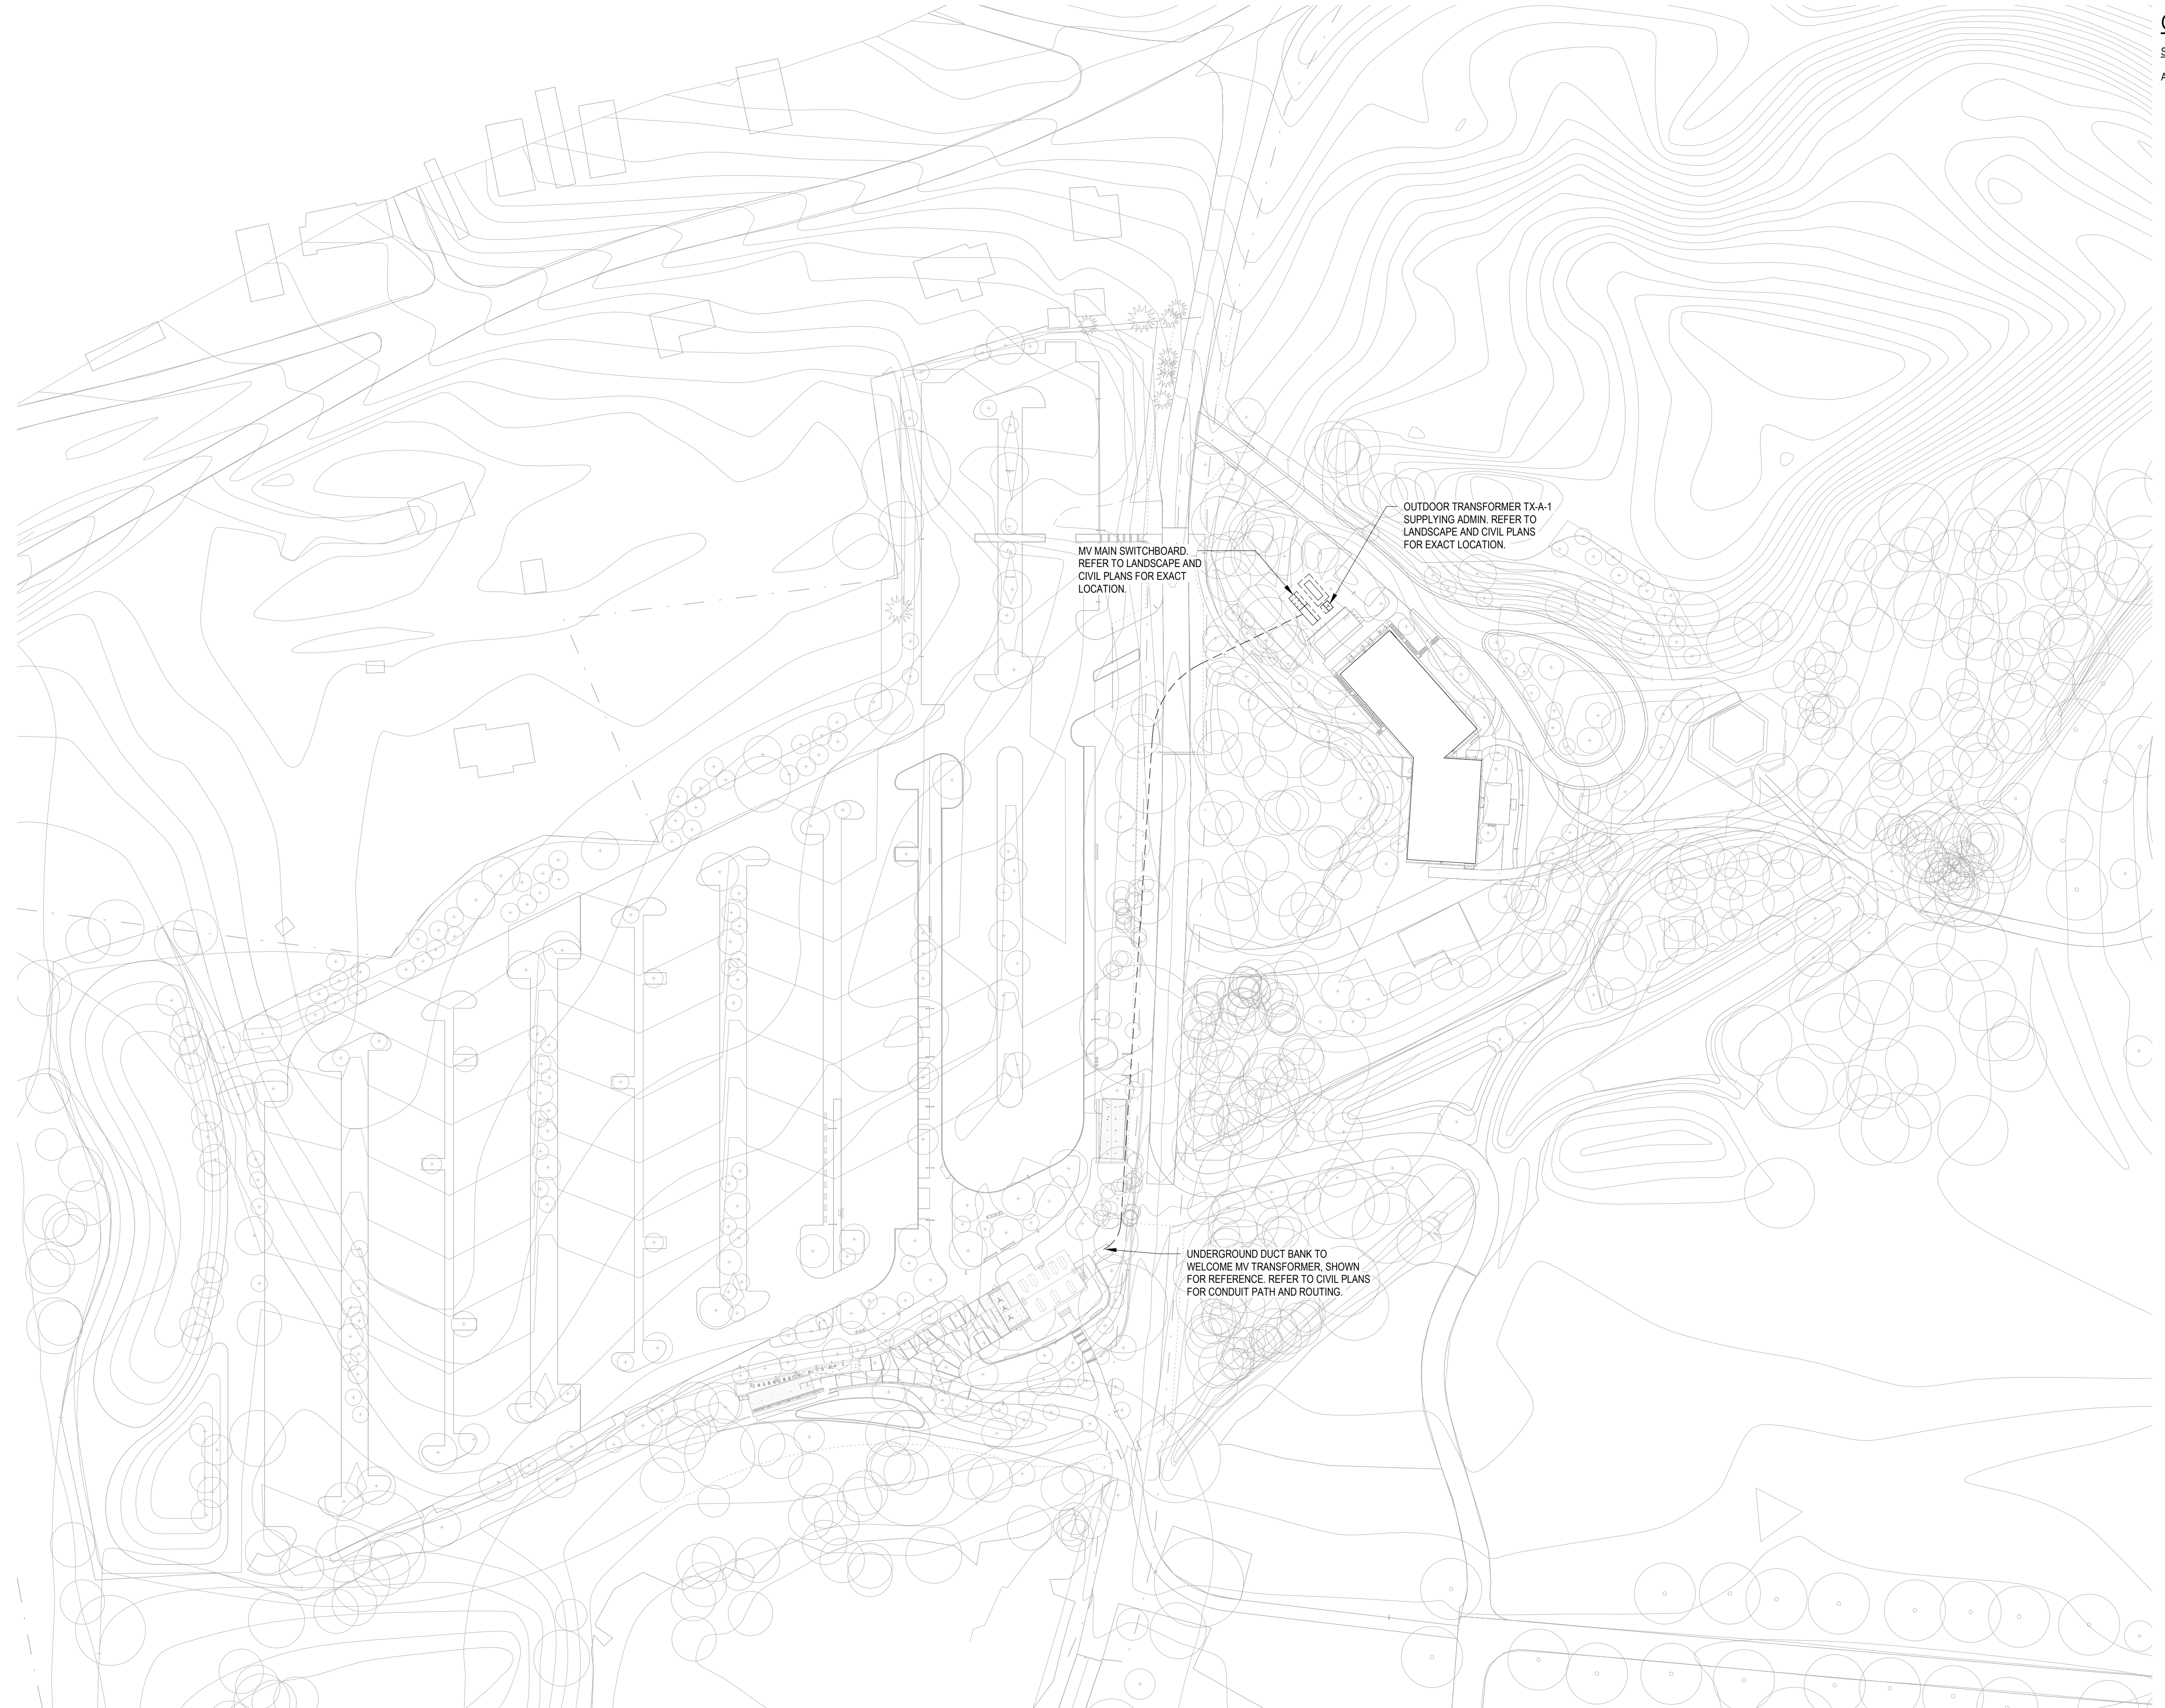 OUTDOOR TRANSFORMER TX-A-1
SUPPLYING ADMIN. REFER TO
LANDSCAPE AND CIVIL PLANS
FOR EXACT LOCATION.
MV MAIN SWITCHBOARD.
REFER TO LANDSCAPE AND
CIVIL PLANS FOR EXACT
LOCATION.
UNDERGROUND DUCT BANK TO
WELCOME MV TRANSFORMER, SHOWN
FOR REFERENCE. REFER TO CIVIL PLANS
FOR CONDUIT PATH AND ROUTING.